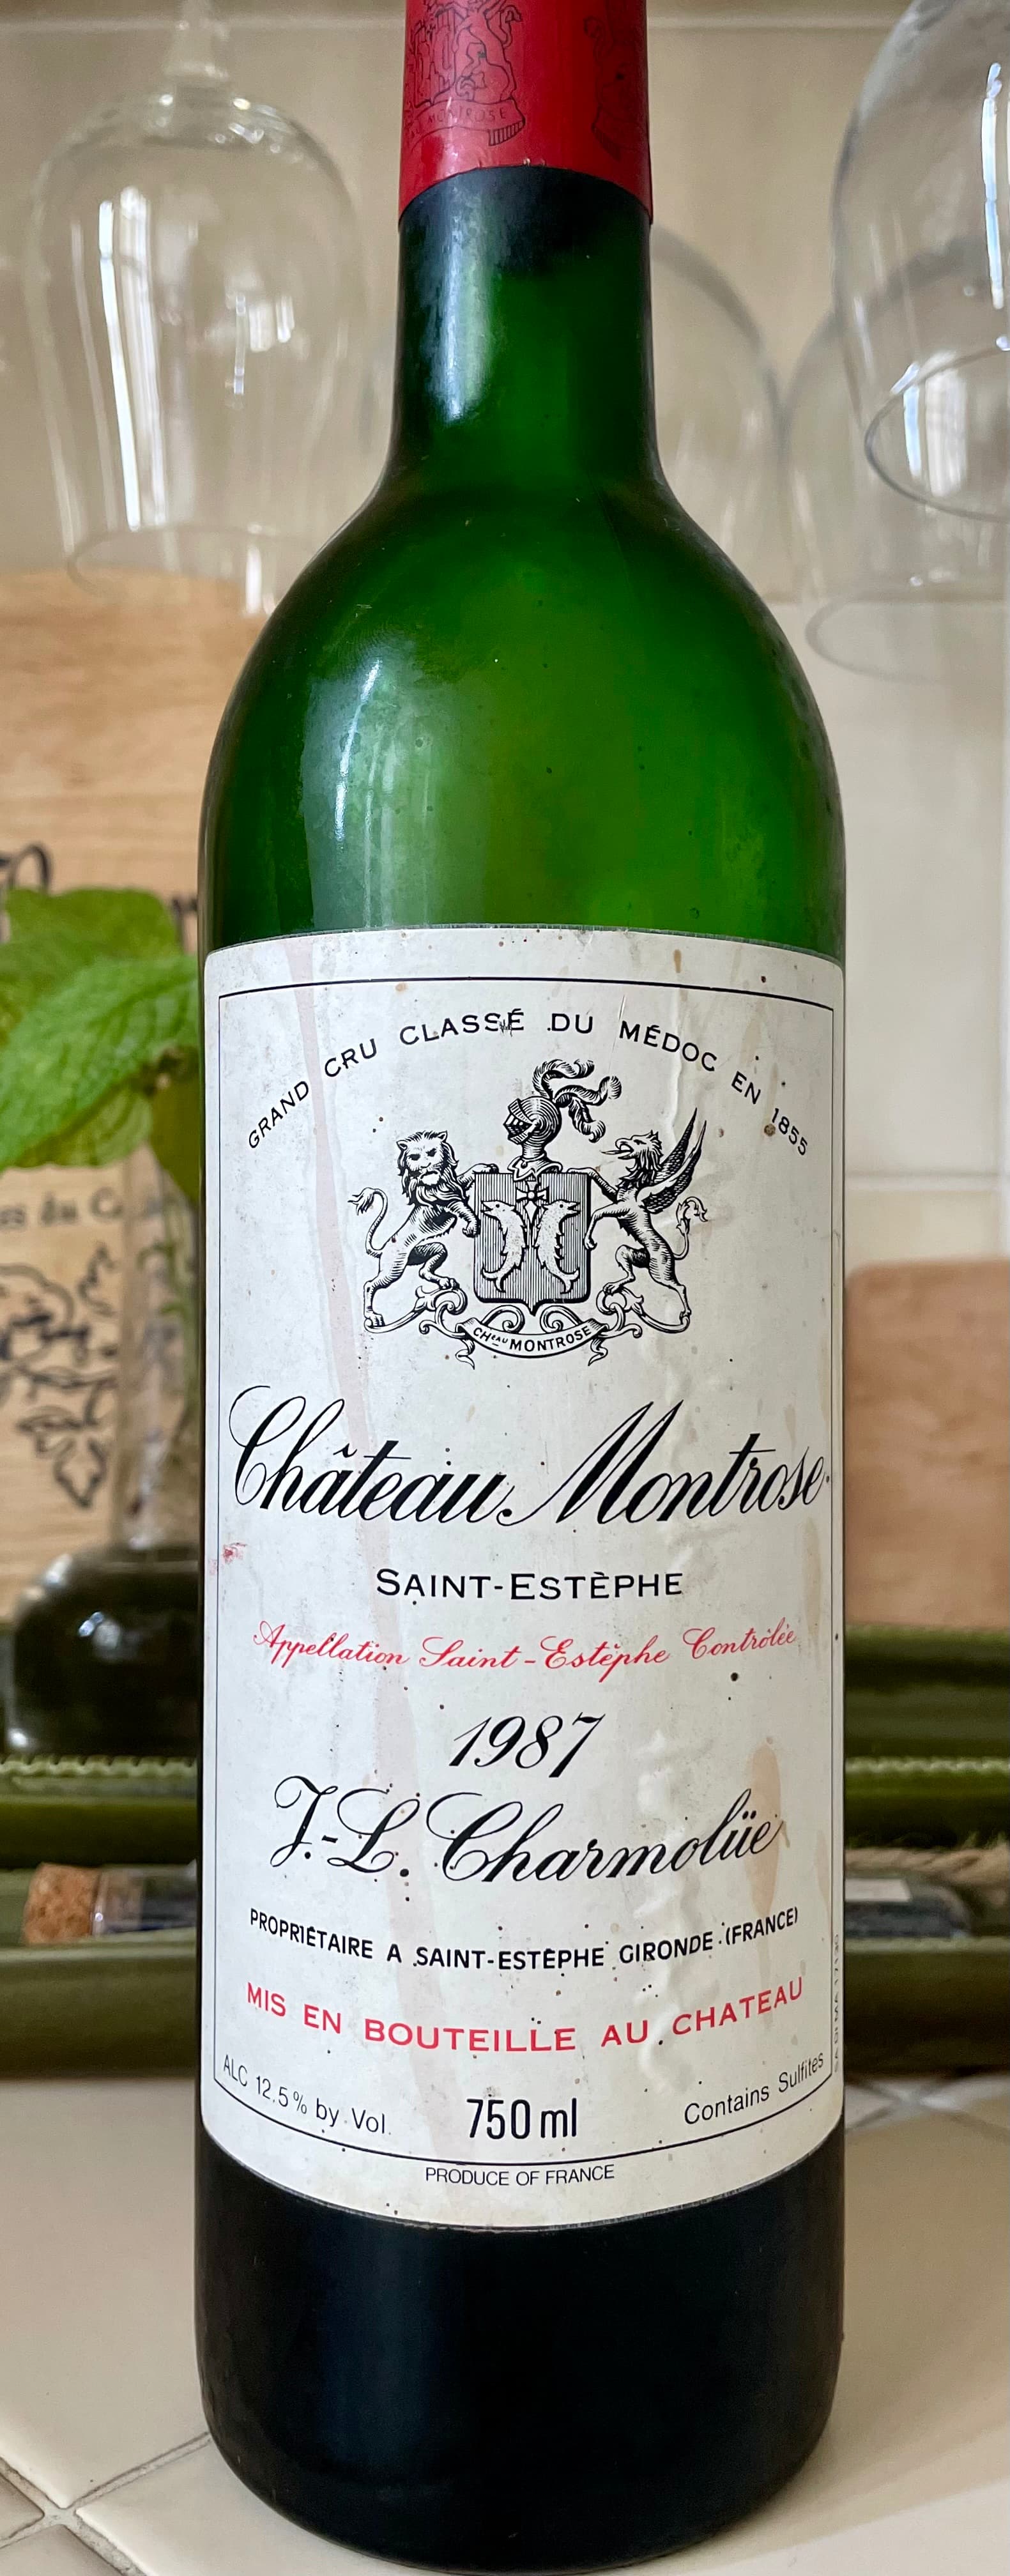 MONTROSE
GRAND CRU CLASSÉ DU MÉDOC EN 1855
CHEAU MONTROSE
Château Montrose
SAINT-ESTÈPHE
Appellation Saint-Estèphe Contrôlée
1987
J.-L. Charmolüe
PROPRIÉTAIRE A SAINT-ESTÈPHE GIRONDE (FRANCE)
MIS EN BOUTEILLE AU CHATEAU
ALC 12.5% by Vol.
750 ml
Contains Sulfites
PRODUCE OF FRANCE